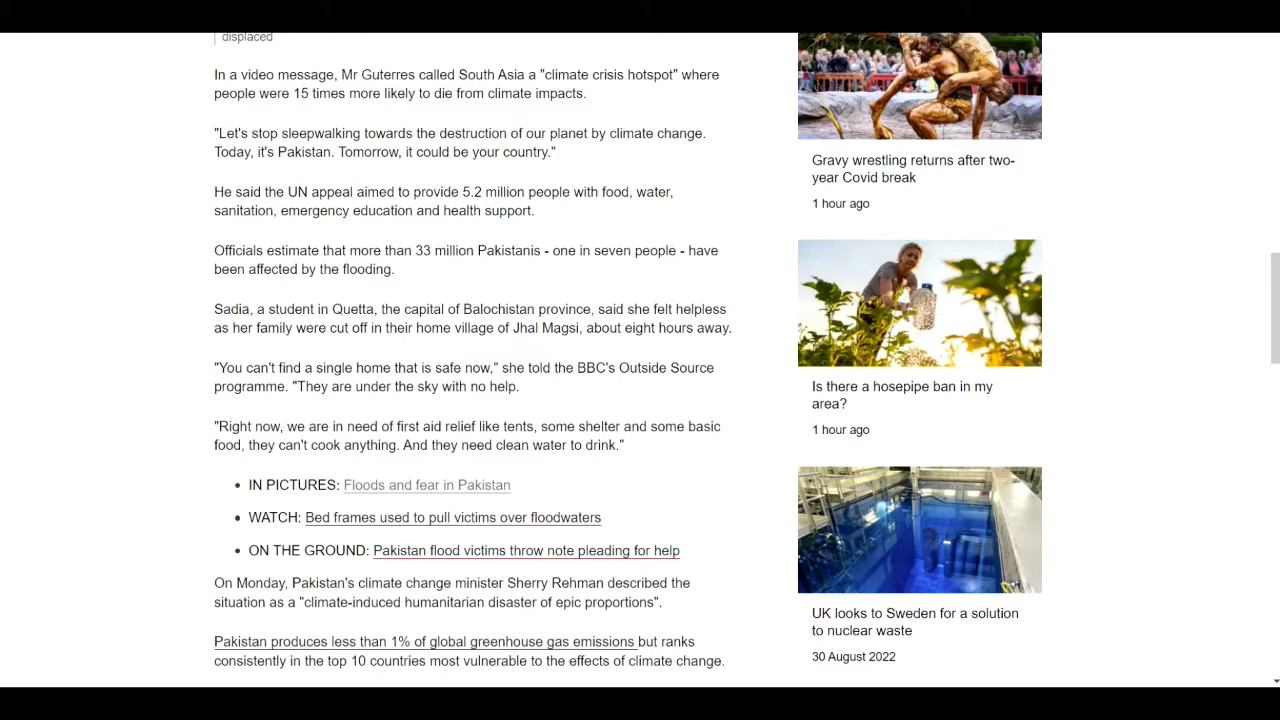 displaced
In a video message, Mr Guterres called South Asia a "climate crisis hotspot" where
people were 15 times more likely to die from climate impacts.
"Let's stop sleepwalking towards the destruction of our planet by climate change.
Today, it's Pakistan. Tomorrow, it could be your country."
He said the UN appeal aimed to provide 5.2 million people with food, water,
sanitation, emergency education and health support.
Officials estimate that more than 33 million Pakistanis - one in seven people - have
been affected by the flooding.
Sadia, a student in Quetta, the capital of Balochistan province, said she felt helpless
as her family were cut off in their home village of Jhal Magsi, about eight hours away.
"You can't find a single home that is safe now," she told the BBC's Outside Source
programme. "They are under the sky with no help.
"Right now, we are in need of first aid relief like tents, some shelter and some basic
food, they can't cook anything. And they need clean water to drink."
• IN PICTURES: Floods and fear in Pakistan
• WATCH: Bed frames used to pull victims over floodwaters
• ON THE GROUND: Pakistan flood victims throw note pleading for help
On Monday, Pakistan's climate change minister Sherry Rehman described the
situation as a "climate-induced humanitarian disaster of epic proportions".
Pakistan produces less than 1% of global greenhouse gas emissions but ranks
consistently in the top 10 countries most vulnerable to the effects of climate change.
Gravy wrestling returns after two-
year Covid break
1 hour ago
Is there a hosepipe ban in my
area?
1 hour ago
UK looks to Sweden for a solution
to nuclear waste
30 August 2022